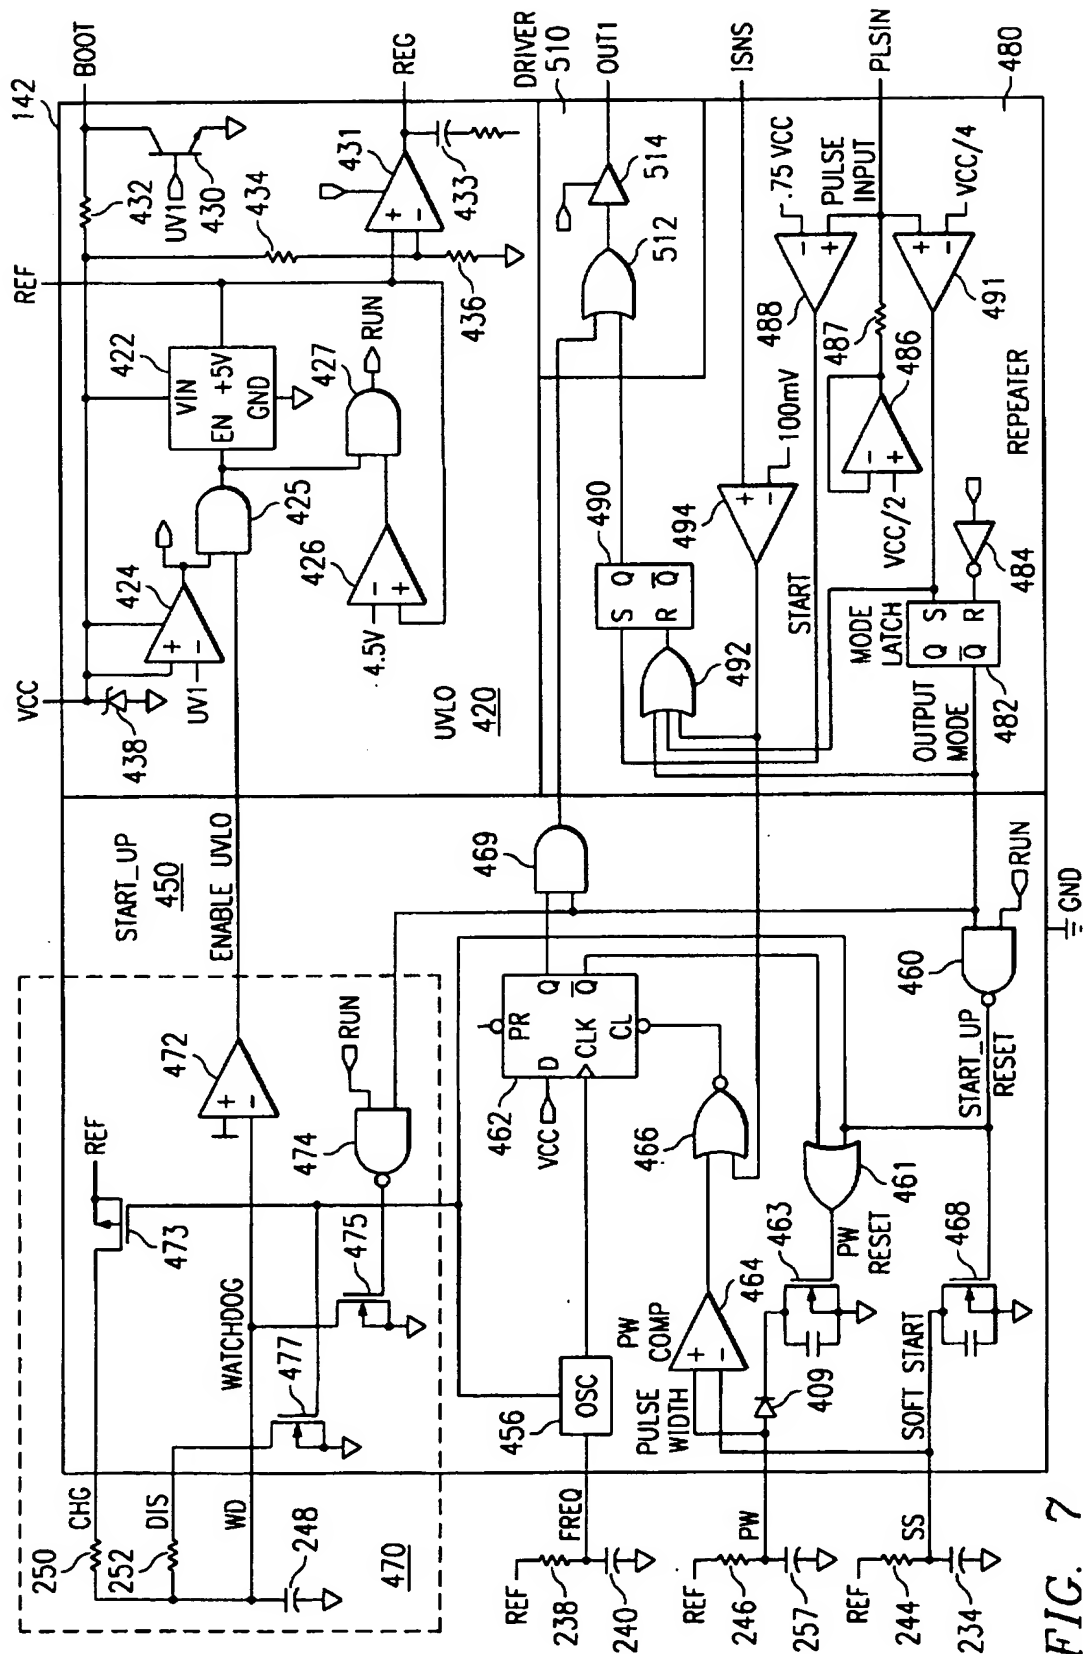 142
VCC
REF
BOOT
432
UV1
430
434
431
REG
433
436
438
424
UV1
425
422
VIN
EN +5V
GND
427
RUN
426
4.5V
UVLO
420
START_UP
450
ENABLE UVLO
REF
473
472
RUN
474
475
477
WATCHDOG
CHG
250
DIS
252
WD
248
470
DRIVER
510
OUT1
514
512
469
490
S Q
R Q
492
494
ISNS
100mV
START
PR
D Q
CLK
CL Q
462
VCC
466
OSC
456
FREQ
REF
238
240
PW
COMP
464
PULSE
WIDTH
461
PW
RESET
463
409
PW
REF
246
257
SOFT START
468
SS
REF
244
234
START_UP
RESET
460
RUN
GND
PLSIN
.75 VCC
PULSE
INPUT
488
487
486
VCC/2
VCC/4
491
MODE
LATCH
Q S
Q R
482
484
OUTPUT
MODE
REPEATER
480
FIG. 7